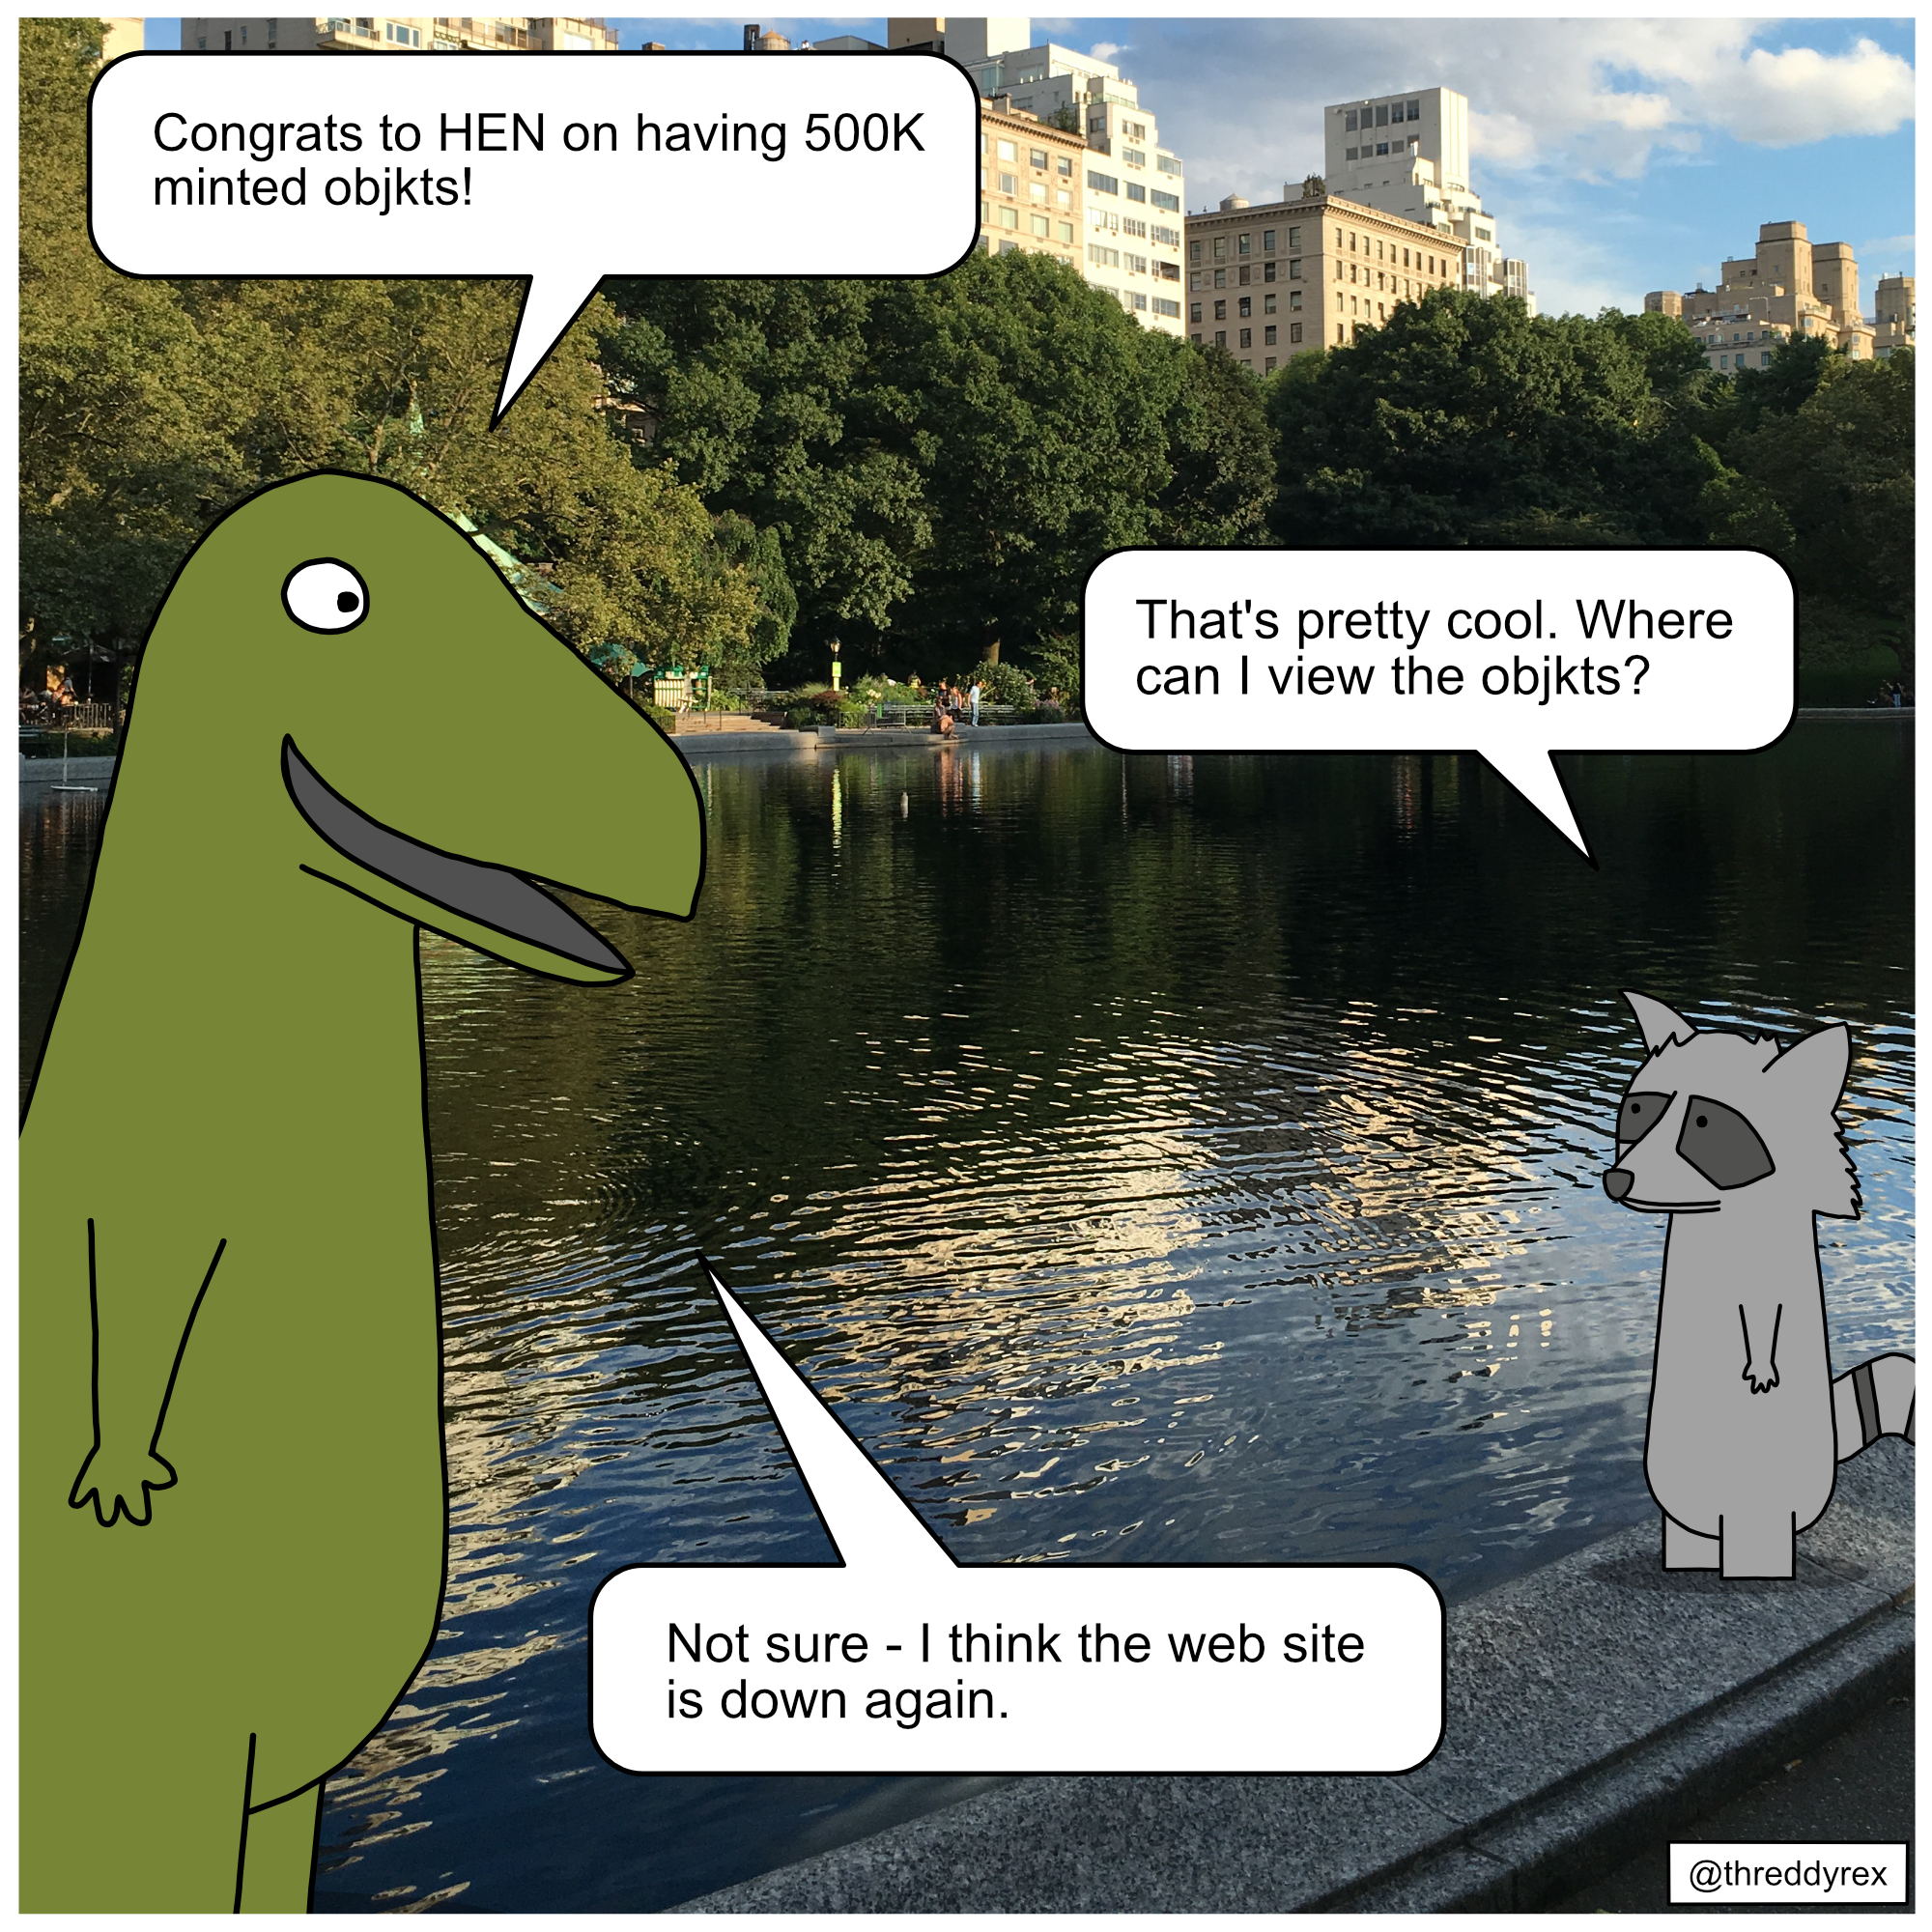 Congrats to HEN on having 500K
minted objkts!
That's pretty cool. Where
can I view the objkts?
Not sure - I think the web site
is down again.
@threddyrex